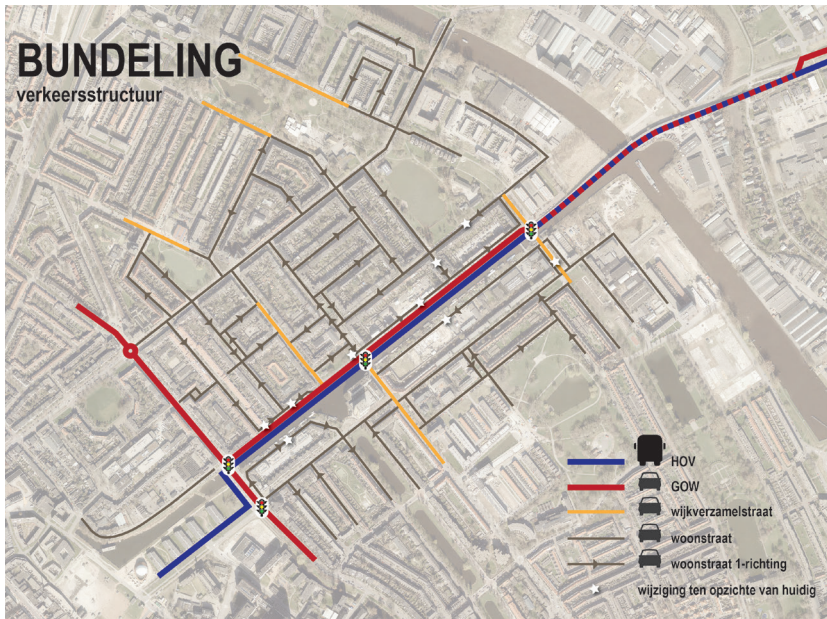 BUNDELING
verkeersstructuur
HOV
GOW
wijkverzamelstraat
woonstraat
woonstraat 1-richting
wijziging ten opzichte van huidig